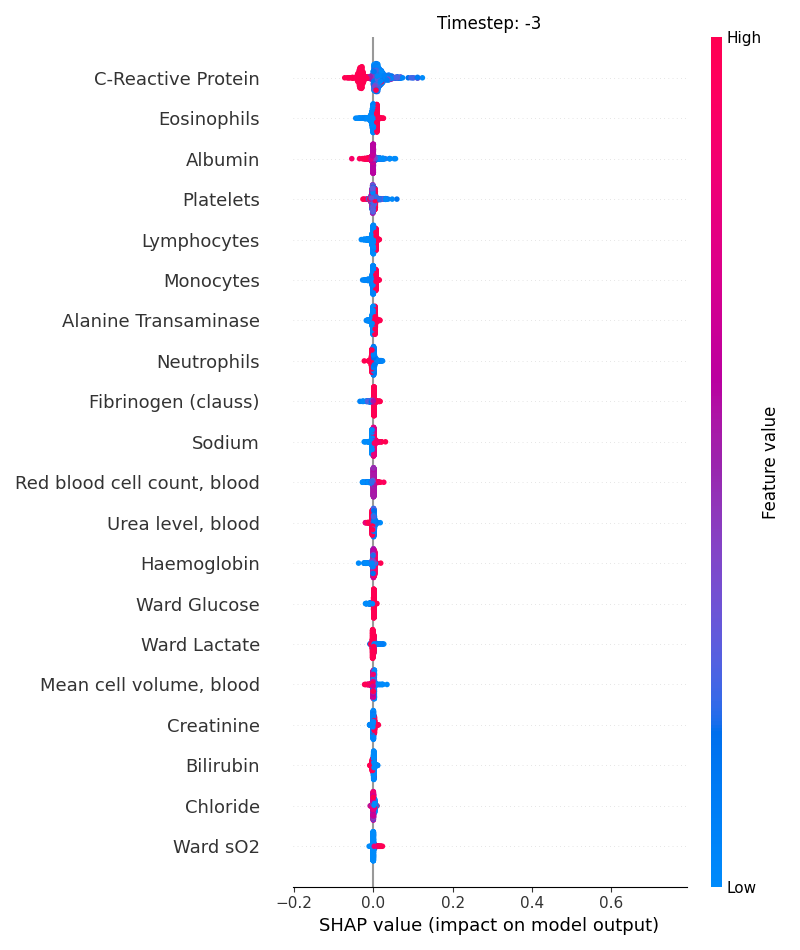 Timestep: -3
High
C-Reactive Protein
Eosinophils
Albumin
Platelets
Lymphocytes
Monocytes
Alanine Transaminase
Neutrophils
Fibrinogen (clauss)
Sodium
Red blood cell count, blood
Urea level, blood
Haemoglobin
Ward Glucose
Ward Lactate
Mean cell volume, blood
Creatinine
Bilirubin
Chloride
Ward sO2
Feature value
Low
−0.2 0.0 0.2 0.4 0.6
SHAP value (impact on model output)